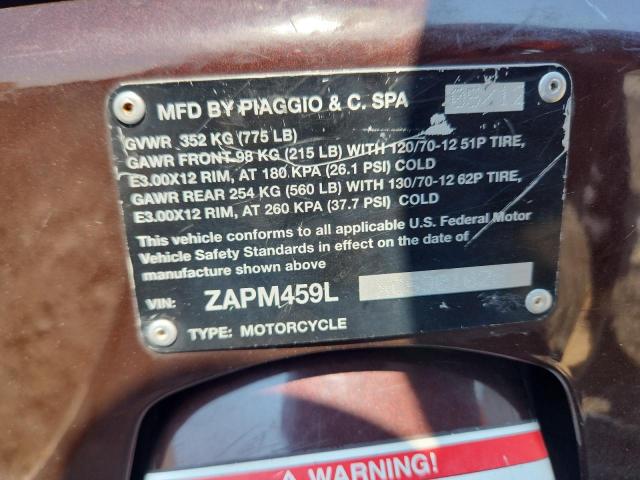 MFD BY PIAGGIO & C. SPA
GVWR 352 KG (775 LB)
GAWR FRONT 98 KG (215 LB) WITH 120/70-12 51P TIRE,
E3.00X12 RIM, AT 180 KPA (26.1 PSI) COLD
GAWR REAR 254 KG (560 LB) WITH 130/70-12 62P TIRE,
E3.00X12 RIM, AT 260 KPA (37.7 PSI) COLD
This vehicle conforms to all applicable U.S. Federal Motor
Vehicle Safety Standards in effect on the date of
manufacture shown above
VIN: ZAPM459L
TYPE: MOTORCYCLE
WARNING!